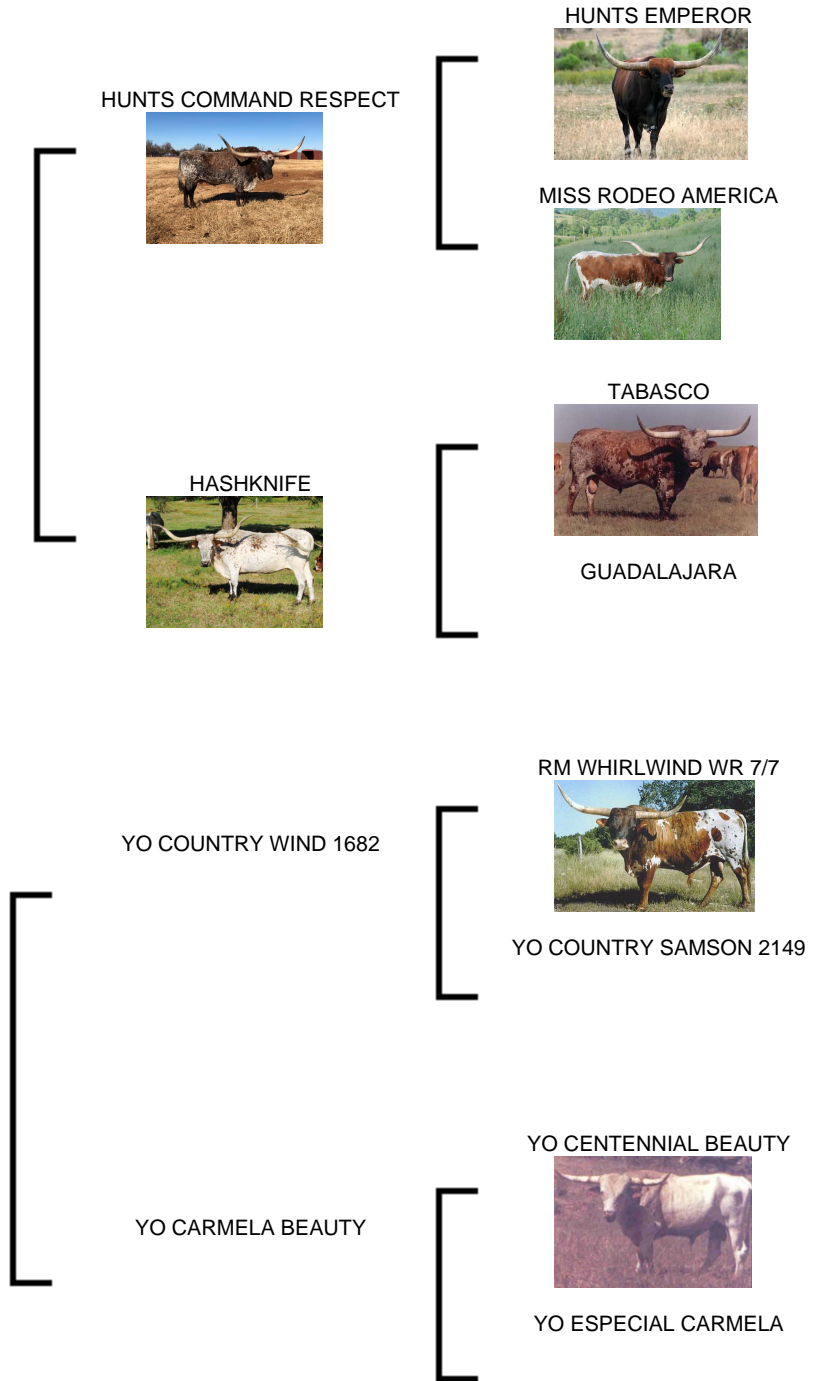 HUNTS EMPEROR
HUNTS COMMAND RESPECT
MISS RODEO AMERICA
TABASCO
HASHKNIFE
GUADALAJARA
RM WHIRLWIND WR 7/7
YO COUNTRY WIND 1682
YO COUNTRY SAMSON 2149
YO CENTENNIAL BEAUTY
YO CARMELA BEAUTY
YO ESPECIAL CARMELA